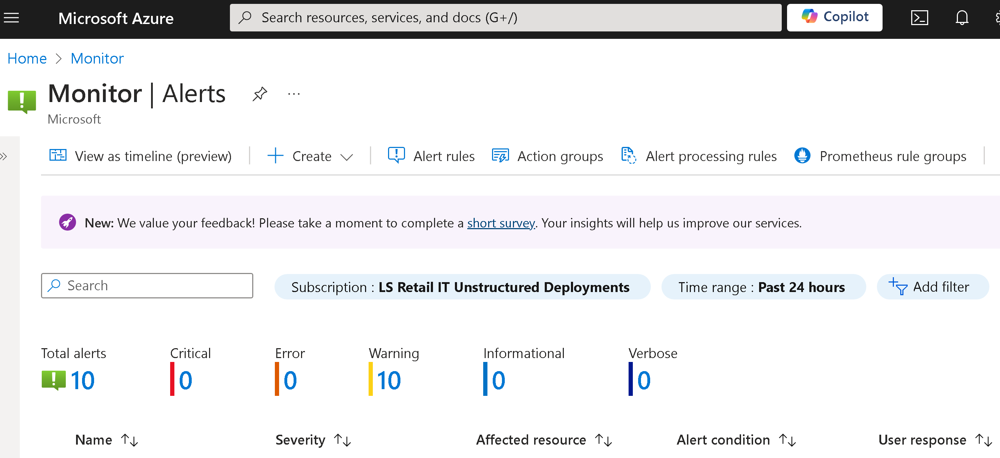 Microsoft Azure
Search resources, services, and docs (G+/)
Copilot
Home > Monitor
Monitor | Alerts
Microsoft
View as timeline (preview)
Create
Alert rules
Action groups
Alert processing rules
Prometheus rule groups
New: We value your feedback! Please take a moment to complete a short survey. Your insights will help us improve our services.
Search
Subscription : LS Retail IT Unstructured Deployments
Time range : Past 24 hours
Add filter
Total alerts
10
Critical
0
Error
0
Warning
10
Informational
0
Verbose
0
Name
Severity
Affected resource
Alert condition
User response